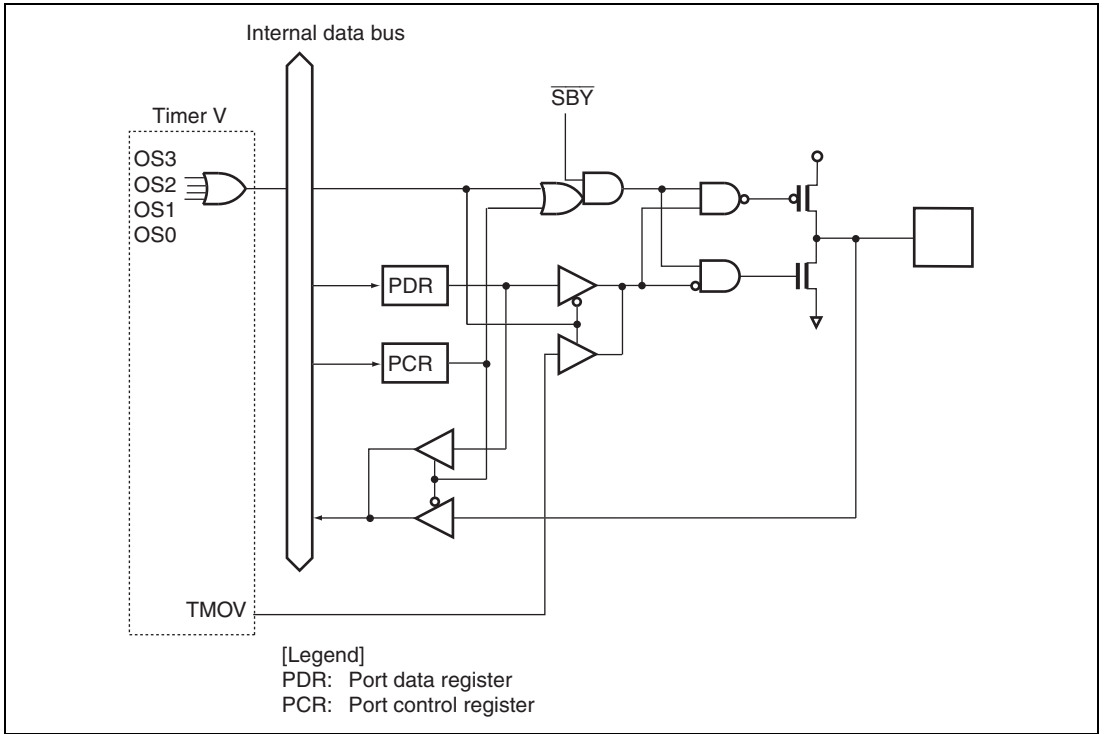 Internal data bus
SBY
Timer V
OS3
OS2
OS1
OS0
PDR
PCR
TMOV
[Legend]
PDR: Port data register
PCR: Port control register